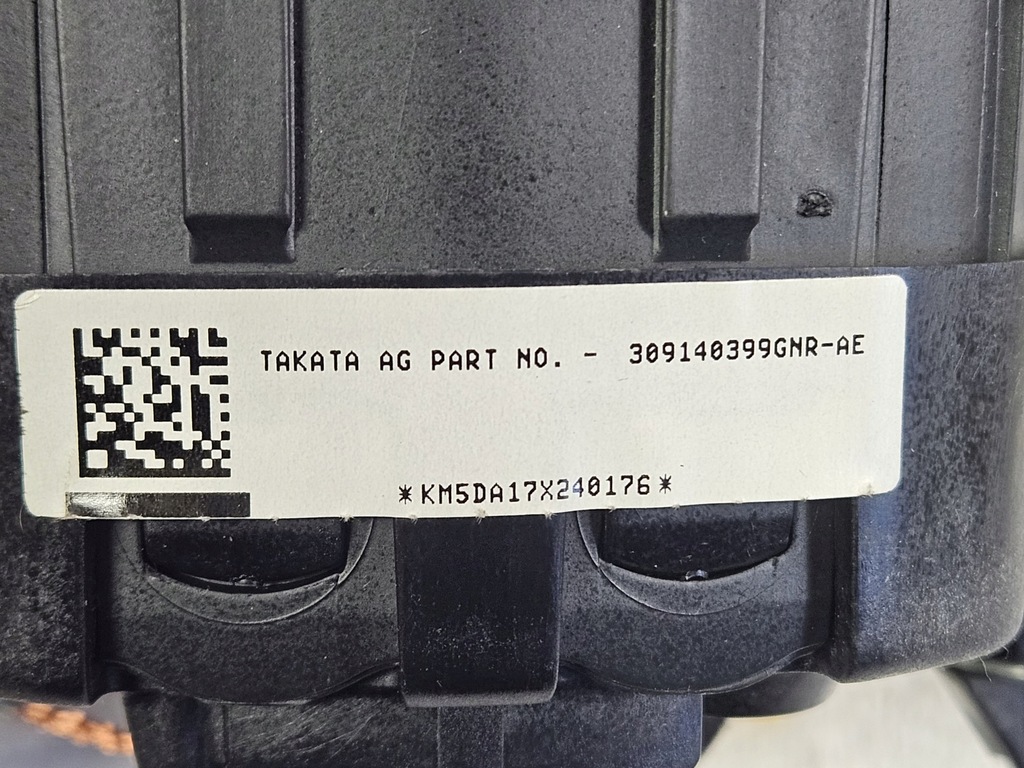 TAKATA AG PART NO. - 309140399GNR-AE
*KM5DA17X240176*